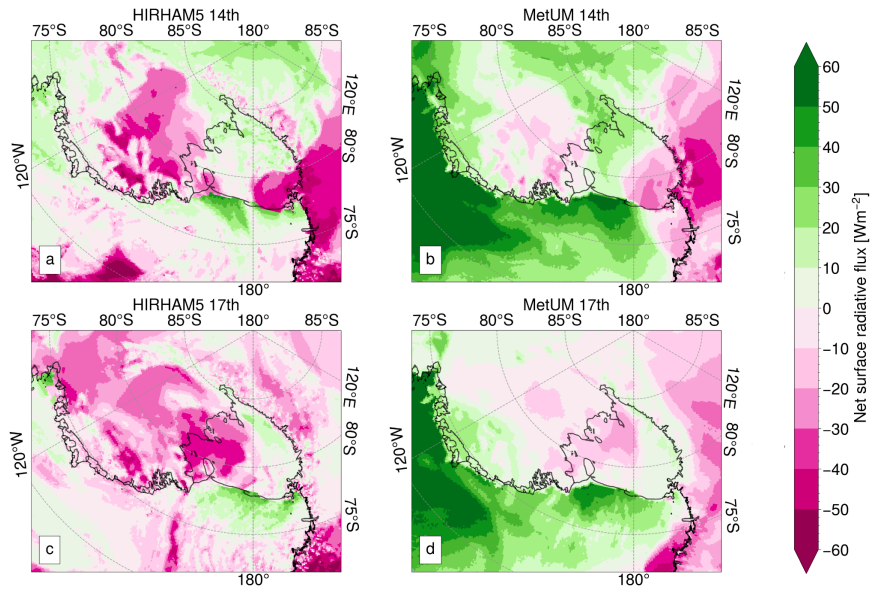 HIRHAM5 14th
MetUM 14th
75°S 80°S 85°S 180° 85°S
75°S 80°S 85°S 180° 85°S
120°E
80°S
75°S
120°W
180°
a
120°E
80°S
75°S
120°W
180°
b
HIRHAM5 17th
MetUM 17th
75°S 80°S 85°S 180° 85°S
75°S 80°S 85°S 180° 85°S
120°E
80°S
75°S
120°W
180°
c
120°E
80°S
75°S
120°W
180°
d
60
50
40
30
20
10
0
−10
−20
−30
−40
−50
−60
Net surface radiative flux [Wm⁻²]